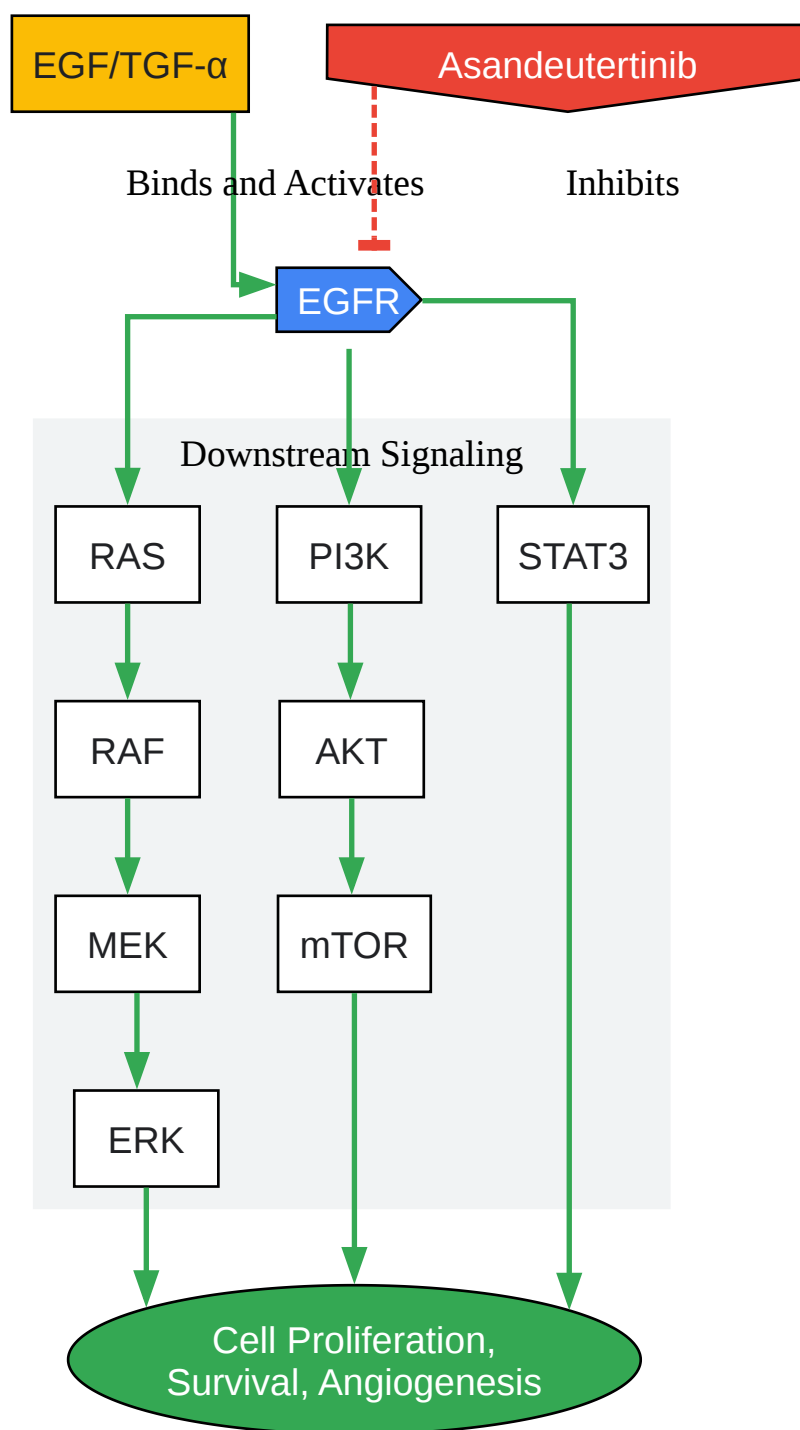 EGF/TGF-α
Asandeutertinib
Binds and Activates
Inhibits
EGFR
Downstream Signaling
RAS
PI3K
STAT3
RAF
AKT
MEK
mTOR
ERK
Cell Proliferation,
Survival, Angiogenesis